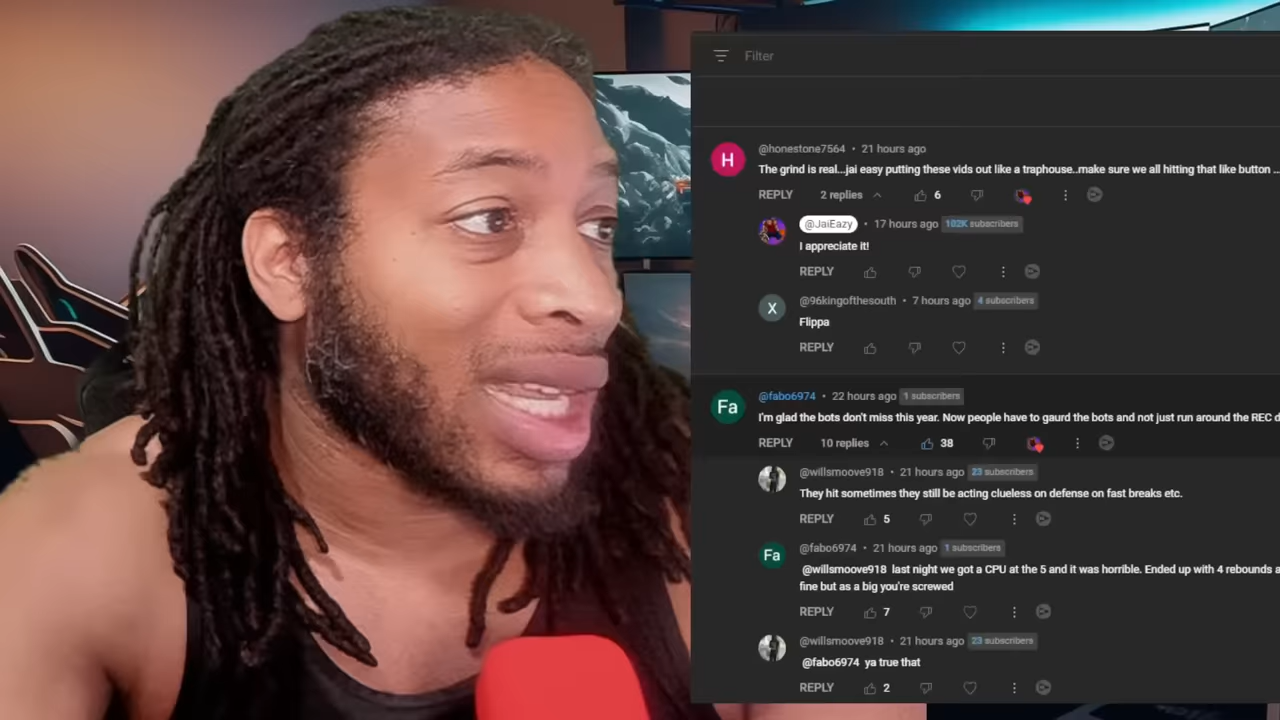 Filter
H
@honestone7564 • 21 hours ago
The grind is real...jai easy putting these vids out like a traphouse..make sure we all hitting that like button ...
REPLY 2 replies 6
@JaiEazy • 17 hours ago 102K subscribers
I appreciate it!
REPLY
X
@96kingofthesouth • 7 hours ago 4 subscribers
Flippa
REPLY
Fa
@fabo6974 • 22 hours ago 1 subscribers
I'm glad the bots don't miss this year. Now people have to gaurd the bots and not just run around the REC
REPLY 10 replies 38
@willsmoove918 • 21 hours ago 23 subscribers
They hit sometimes they still be acting clueless on defense on fast breaks etc.
REPLY 5
Fa
@fabo6974 • 21 hours ago 1 subscribers
@willsmoove918 last night we got a CPU at the 5 and it was horrible. Ended up with 4 rebounds
fine but as a big you're screwed
REPLY 7
@willsmoove918 • 21 hours ago 23 subscribers
@fabo6974 ya true that
REPLY 2